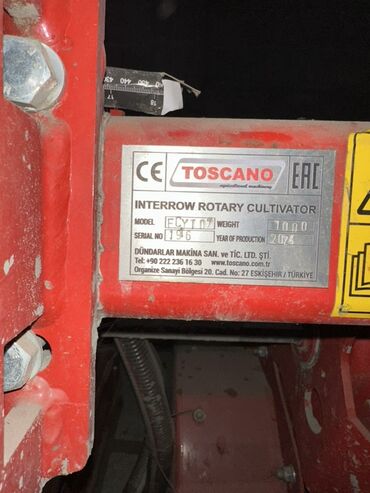 CE TOSCANO EAC
agricultural machinery
INTERROW ROTARY CULTIVATOR
MODEL WEIGHT 1000
SERIAL NO 196 YEAR OF PRODUCTION 2024
DÜNDARLAR MAKİNA SAN. ve TİC. LTD. ŞTİ.
Tel: +90 222 236 16 30 www.toscano.com.tr
Organize Sanayi Bölgesi 20. Cad. No: 27 ESKİŞEHİR / TÜRKİYE